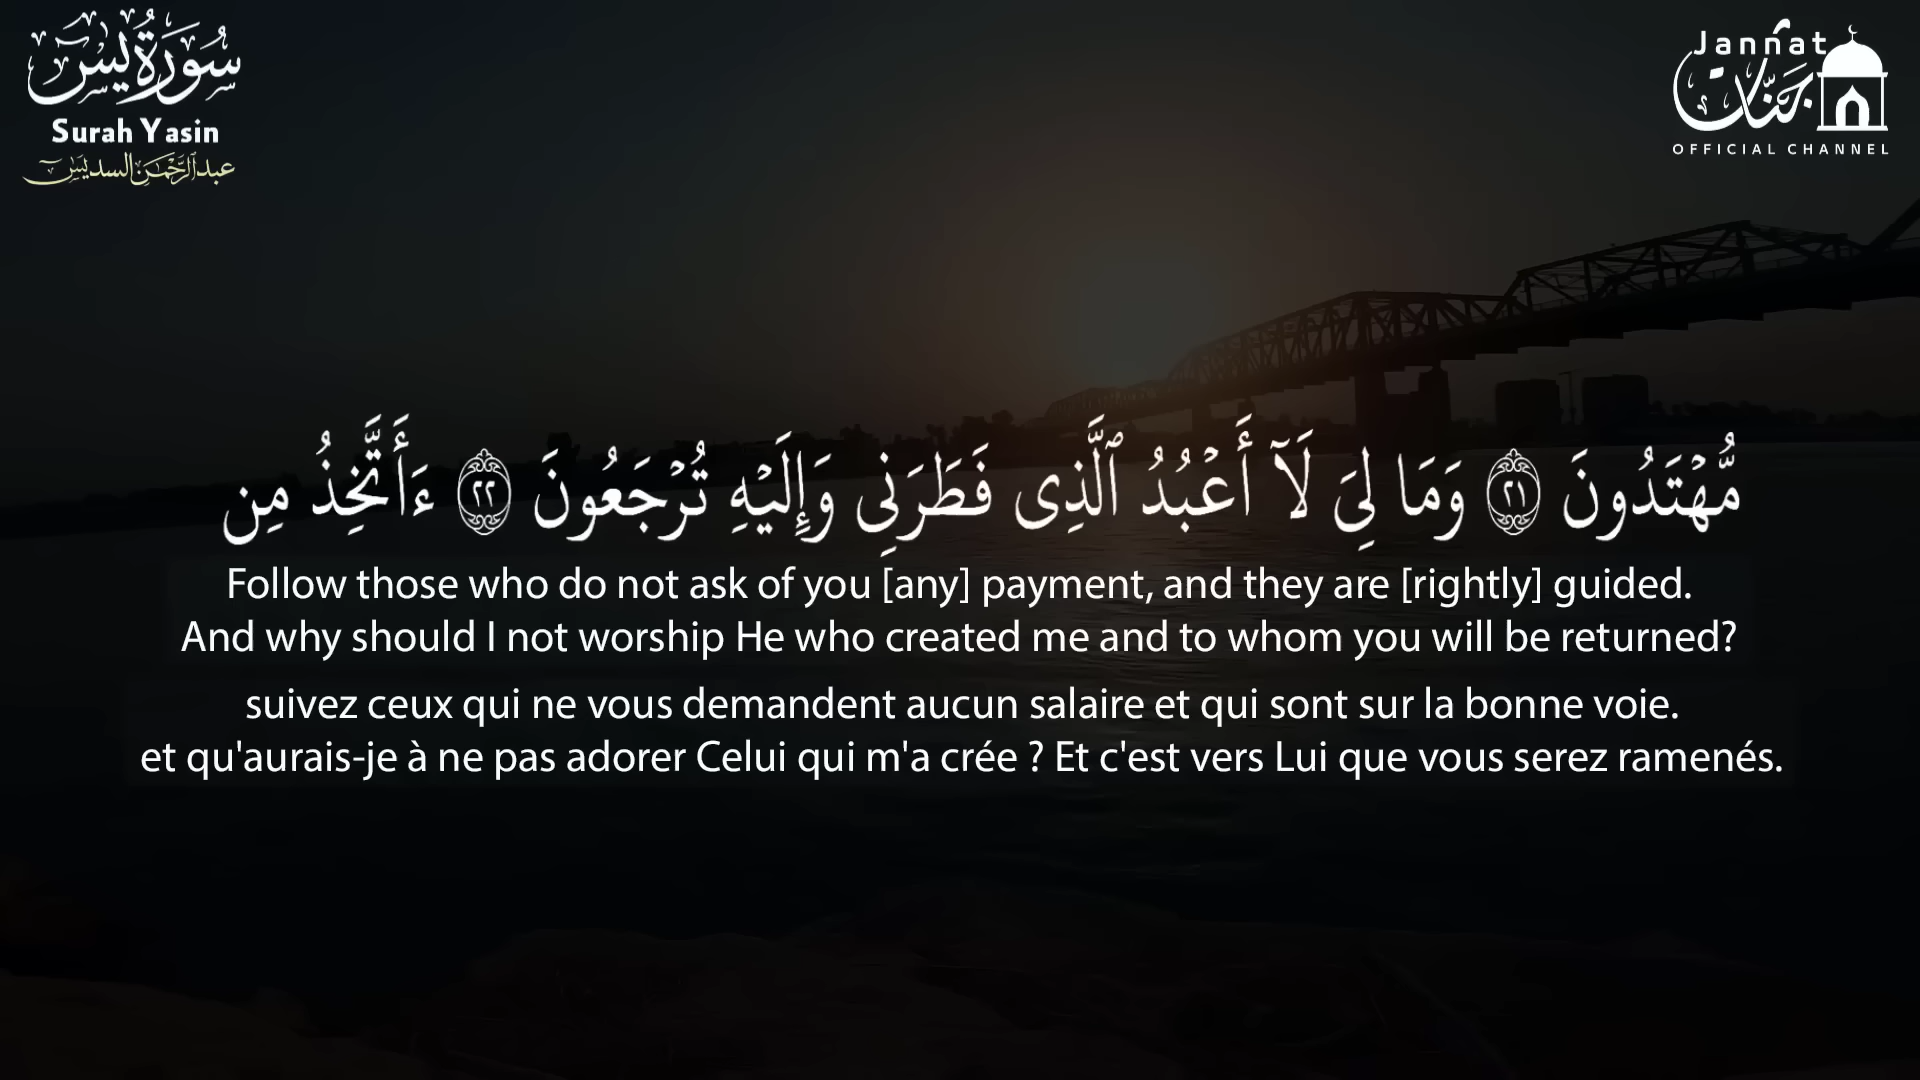 سُورَةُ يسٓ
Surah Yasin
عبد الرَّحْمَٰن السديس
Jannat
جَنَّات
OFFICIAL CHANNEL
مُّهْتَدُونَ ٢١ وَمَا لِىَ لَآ أَعْبُدُ ٱلَّذِى فَطَرَنِى وَإِلَيْهِ تُرْجَعُونَ ٢٢ ءَأَتَّخِذُ مِن
Follow those who do not ask of you [any] payment, and they are [rightly] guided.
And why should I not worship He who created me and to whom you will be returned?
suivez ceux qui ne vous demandent aucun salaire et qui sont sur la bonne voie.
et qu'aurais-je à ne pas adorer Celui qui m'a crée ? Et c'est vers Lui que vous serez ramenés.